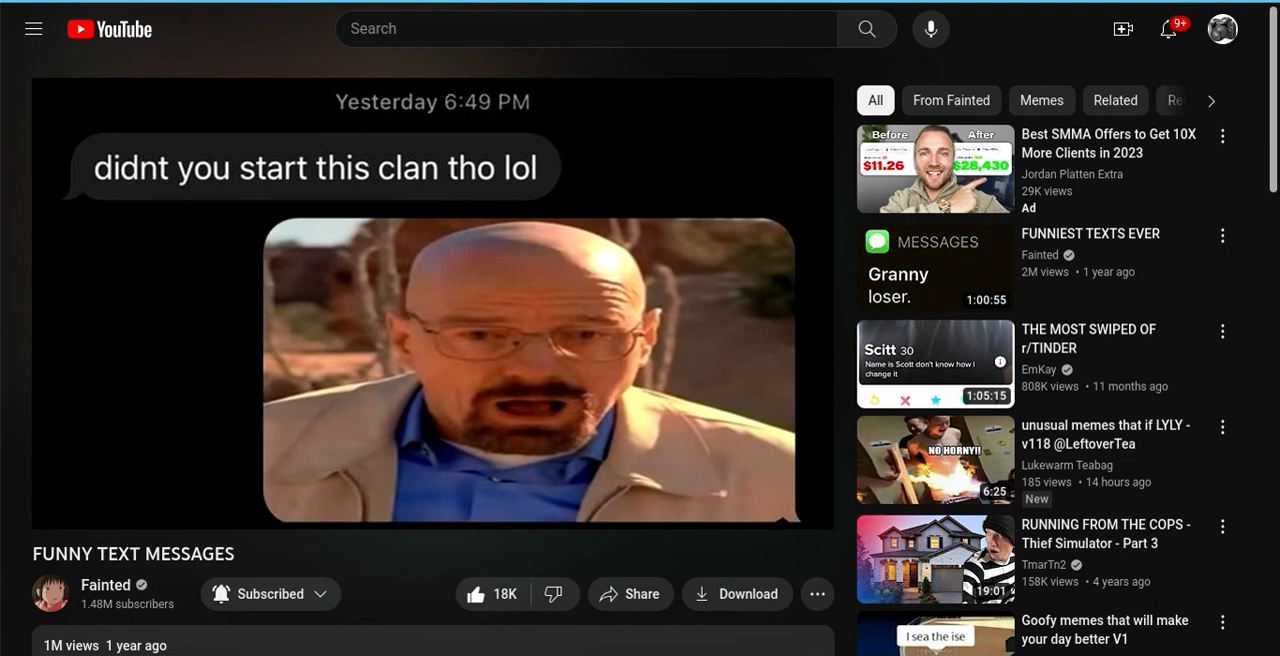 YouTube
Search
9+
Yesterday 6:49 PM
didnt you start this clan tho lol
FUNNY TEXT MESSAGES
Fainted
1.48M subscribers
Subscribed
18K
Share
Download
1M views 1 year ago
All
From Fainted
Memes
Related
Before
After
$11.26
$28,430
Best SMMA Offers to Get 10X
More Clients in 2023
Jordan Platten Extra
29K views
Ad
MESSAGES
Granny
loser.
1:00:55
FUNNIEST TEXTS EVER
Fainted
2M views • 1 year ago
Scitt 30
Name is Scott don't know how I
change it
1:05:15
THE MOST SWIPED OF
r/TINDER
EmKay
808K views • 11 months ago
NO HORNY!!
6:25
unusual memes that if LYLY -
v118 @LeftoverTea
Lukewarm Teabag
185 views • 14 hours ago
New
19:01
RUNNING FROM THE COPS -
Thief Simulator - Part 3
TmarTn2
158K views • 4 years ago
I sea the ise
Goofy memes that will make
your day better V1